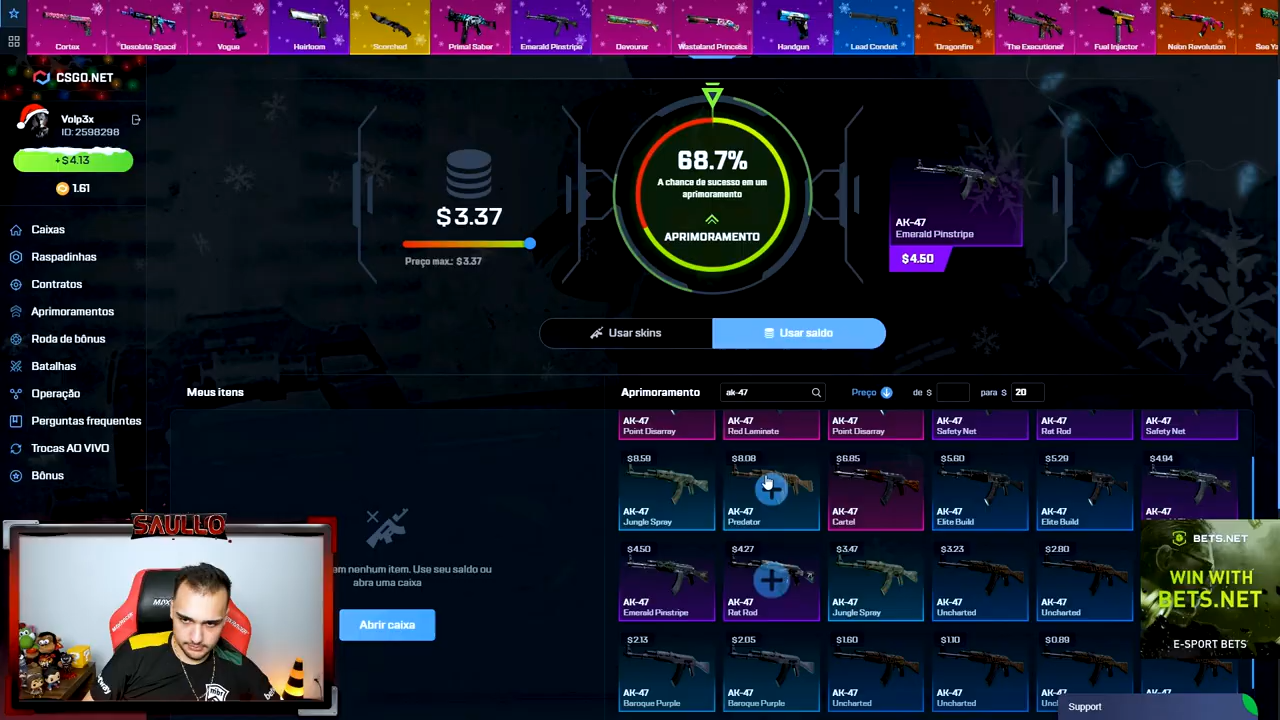 Cortex
Desolate Space
Vogue
Heirloom
Scorched
Primal Saber
Emerald Pinstripe
Devourer
Wasteland Princess
Handgun
Lead Conduit
Dragonfire
The Executioner
Fuel Injector
Neon Revolution
See Ya
CSGO.NET
Volp3x
ID: 2598298
+$4.13
1.61
Caixas
Raspadinhas
Contratos
Aprimoramentos
Roda de fortuns
Batalhas
Operação
Perguntas frequentes
Trocas AO VIVO
Bônus
$3.37
Preço max.: $3.37
68.7%
A chance de sucesso em um
aprimoramento
APRIMORAMENTO
AK-47
Emerald Pinstripe
$4.50
Usar skins
Usar saldo
Meus itens
em nenhum item. Use seu saldo ou
abra uma caixa
Abrir caixa
Aprimoramento
ak-47
Preço
de $
para $ 20
AK-47
Point Disarray
AK-47
Red Laminate
AK-47
Point Disarray
AK-47
Safety Net
AK-47
Rat Rod
AK-47
Safety Net
$8.59
AK-47
Jungle Spray
$8.08
AK-47
Predator
$6.85
AK-47
Cartel
$5.60
AK-47
Elite Build
$5.29
AK-47
Elite Build
$4.94
AK-47
$4.50
AK-47
Emerald Pinstripe
$4.27
AK-47
Rat Rod
$3.47
AK-47
Jungle Spray
$3.23
AK-47
Uncharted
$2.80
AK-47
Uncharted
$2.13
AK-47
Baroque Purple
$2.05
AK-47
Baroque Purple
$1.60
AK-47
Uncharted
$1.10
AK-47
Uncharted
$0.89
AK-47
Unc
BETS.NET
WIN WITH
BETS.NET
E-SPORT BETS
Support
SAULLO